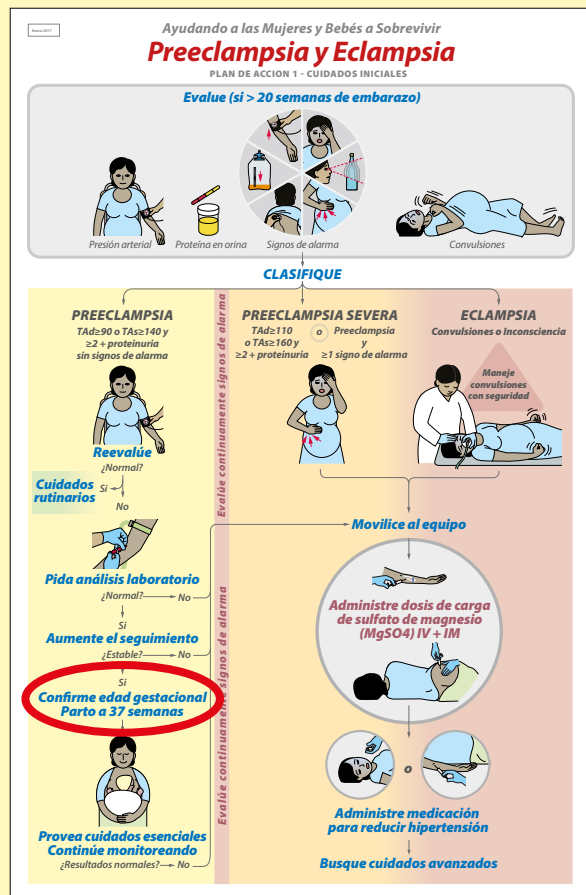 Enero 2017
Ayudando a las Mujeres y Bebés a Sobrevivir
Preeclampsia y Eclampsia
PLAN DE ACCION 1 - CUIDADOS INICIALES
Evalue (si > 20 semanas de embarazo)
Presión arterial
Proteína en orina
Signos de alarma
Convulsiones
CLASIFIQUE
PREECLAMPSIA
TAd≥90 o TAs≥140 y
≥2 + proteinuria
sin signos de alarma
Reevalúe
¿Normal?
Si
Cuidados
rutinarios
No
Pida análisis laboratorio
¿Normal?
No
Si
Aumente el seguimiento
¿Estable?
No
Si
Confirme edad gestacional
Parto a 37 semanas
Provea cuidados esenciales
Continúe monitoreando
¿Resultados normales?
No
Evalúe continuamente signos de alarma
Evalúe continuamente signos de alarma
PREECLAMPSIA SEVERA
TAd≥110
o TAs≥160 y
≥2 + proteinuria
o
Preeclampsia
y
≥1 signo de alarma
ECLAMPSIA
Convulsiones o Inconsciencia
Maneje
convulsiones
con seguridad
Movilice al equipo
Administre dosis de carga
de sulfato de magnesio
(MgSO4) IV + IM
o
Administre medicación
para reducir hipertensión
Busque cuidados avanzados